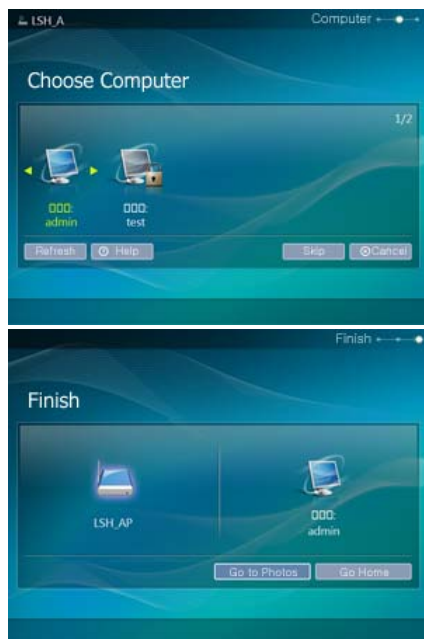 LSH_A
Computer
Choose Computer
1/2
□□□:
admin
□□□:
test
Refresh
Help
Skip
Cancel
Finish
Finish
LSH_AP
□□□:
admin
Go to Photos
Go Home